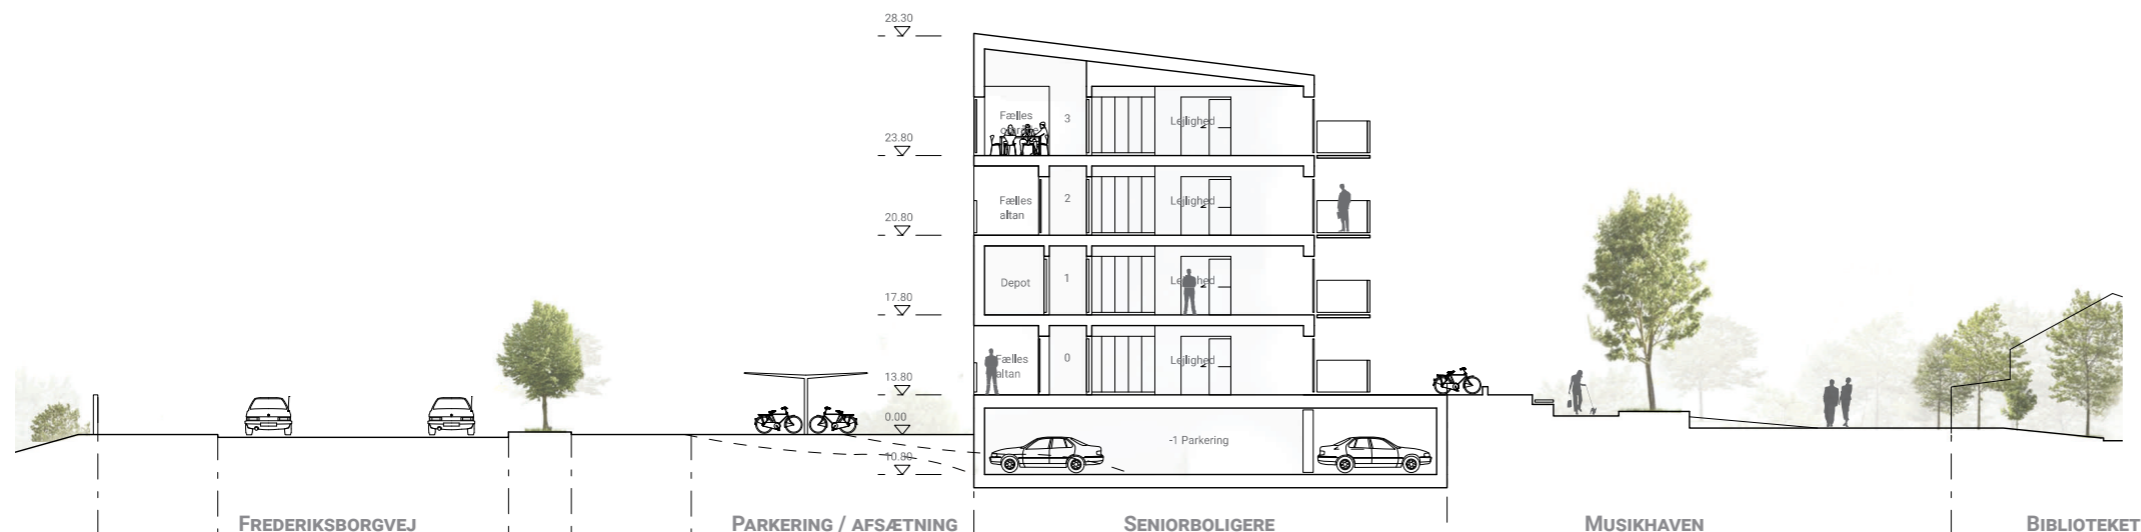 28.30
Fælles
3
Lejlighed
23.80
Fælles
altan
2
Lejlighed
20.80
Depot
1
Lejlighed
17.80
Fælles
altan
0
Lejlighed
13.80
0.00
-1 Parkering
10.80
FREDERIKSBORGVEJ
PARKERING / AFSÆTNING
SENIORBOLIGERE
MUSIKHAVEN
BIBLIOTEKET